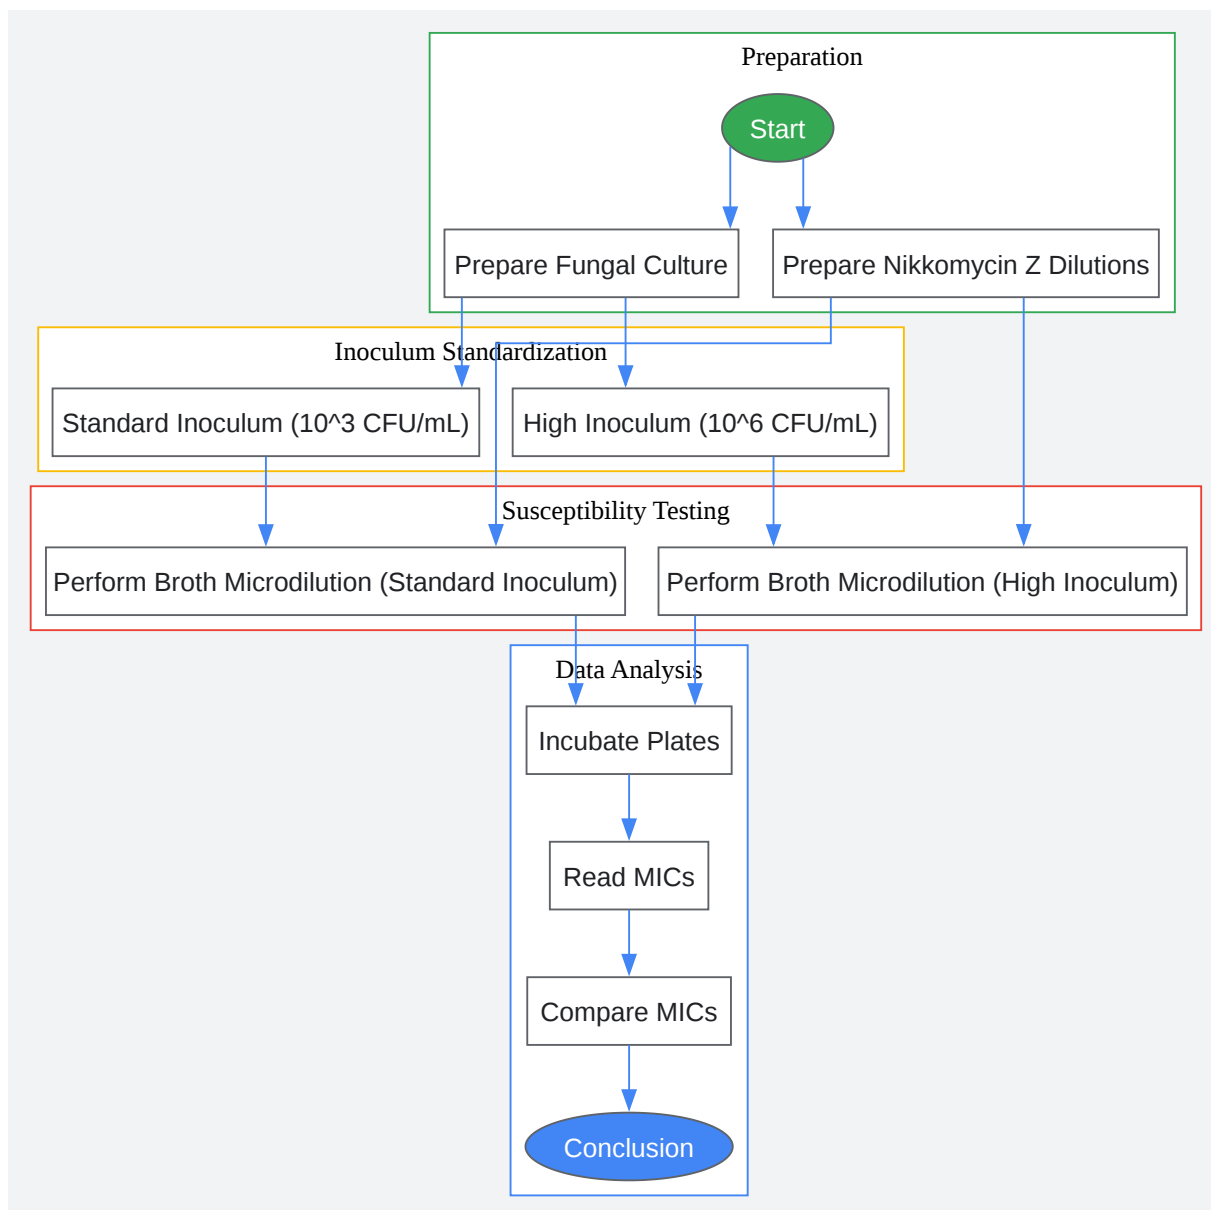 Preparation
Start
Prepare Fungal Culture
Prepare Nikkomycin Z Dilutions
Inoculum Standardization
Standard Inoculum (10^3 CFU/mL)
High Inoculum (10^6 CFU/mL)
Susceptibility Testing
Perform Broth Microdilution (Standard Inoculum)
Perform Broth Microdilution (High Inoculum)
Data Analysis
Incubate Plates
Read MICs
Compare MICs
Conclusion